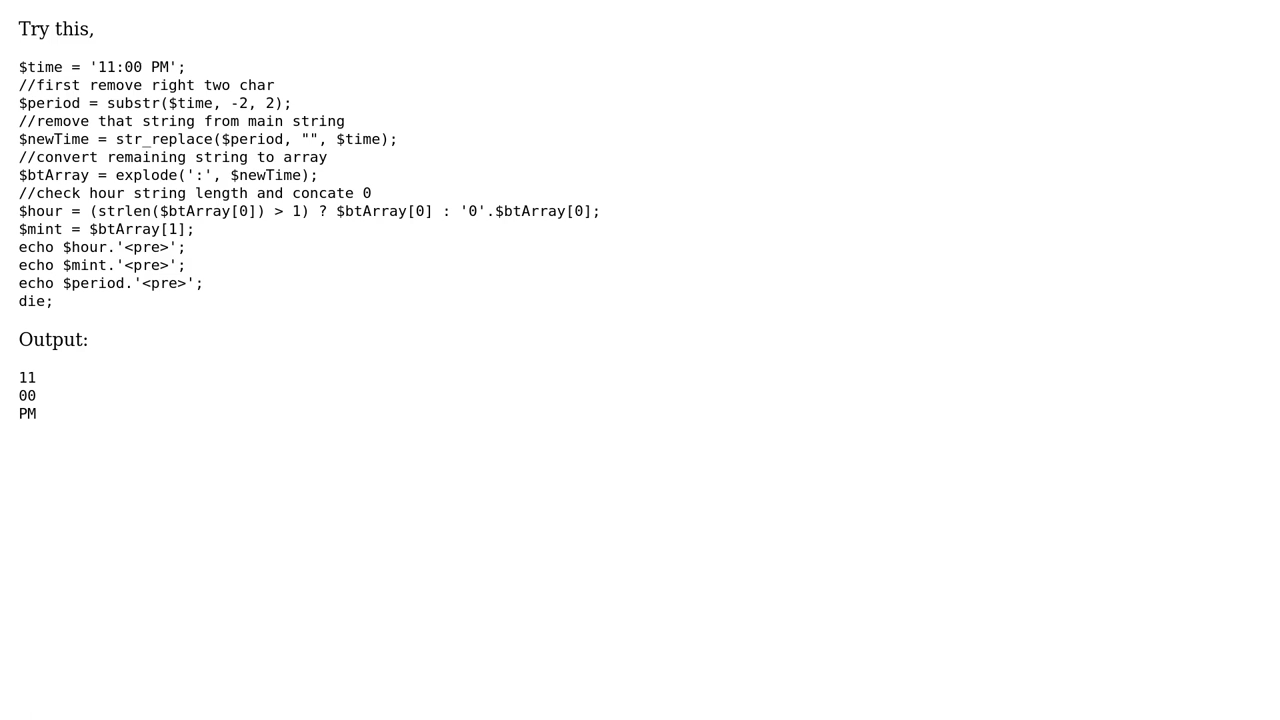 Try this,
$time = '11:00 PM';
//first remove right two char
$period = substr($time, -2, 2);
//remove that string from main string
$newTime = str_replace($period, "", $time);
//convert remaining string to array
$btArray = explode(':', $newTime);
//check hour string length and concate 0
$hour = (strlen($btArray[0]) > 1) ? $btArray[0] : '0'.$btArray[0];
$mint = $btArray[1];
echo $hour.'<pre>';
echo $mint.'<pre>';
echo $period.'<pre>';
die;
Output:
11
00
PM